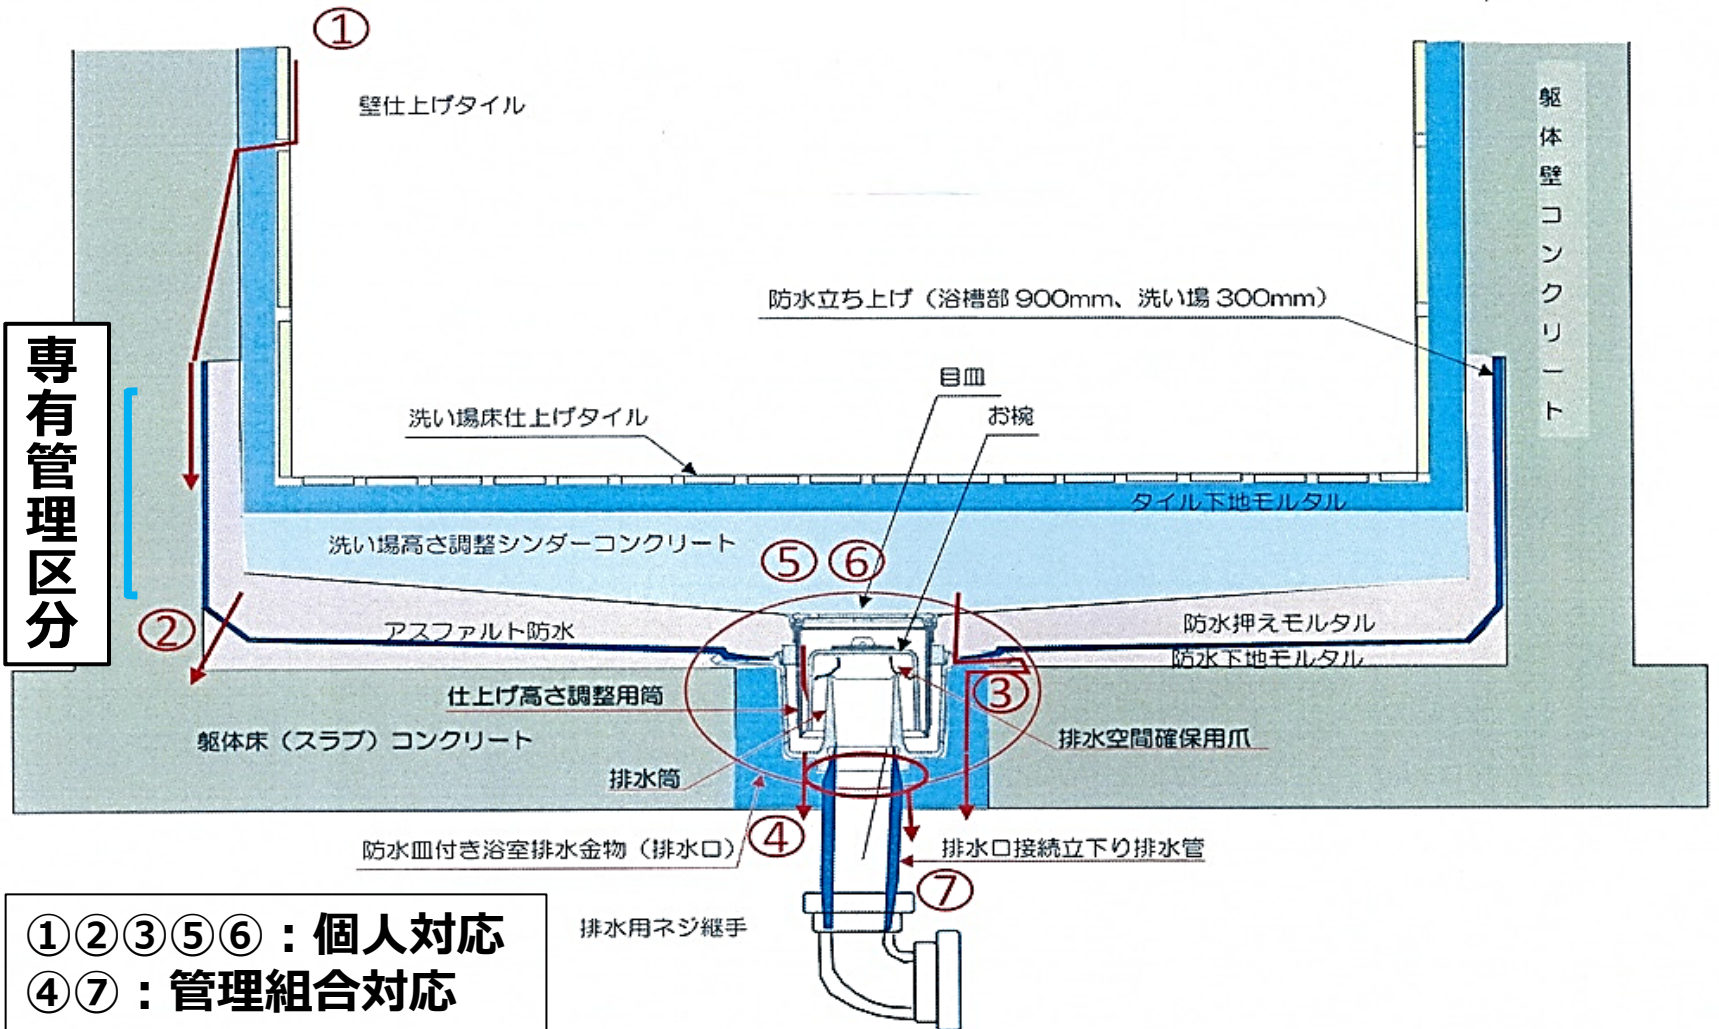 ①
壁仕上げタイル
躯体壁コンクリート
防水立ち上げ（浴槽部 900mm、洗い場 300mm）
専有管理区分
目皿
洗い場床仕上げタイル
お椀
タイル下地モルタル
洗い場高さ調整シンダーコンクリート
⑤ ⑥
②
アスファルト防水
防水押えモルタル
防水下地モルタル
仕上げ高さ調整用筒
③
躯体床（スラブ）コンクリート
排水空間確保用爪
排水筒
④
防水皿付き浴室排水金物（排水口）
排水口接続立下り排水管
⑦
排水用ネジ継手
①②③⑤⑥：個人対応
④⑦：管理組合対応